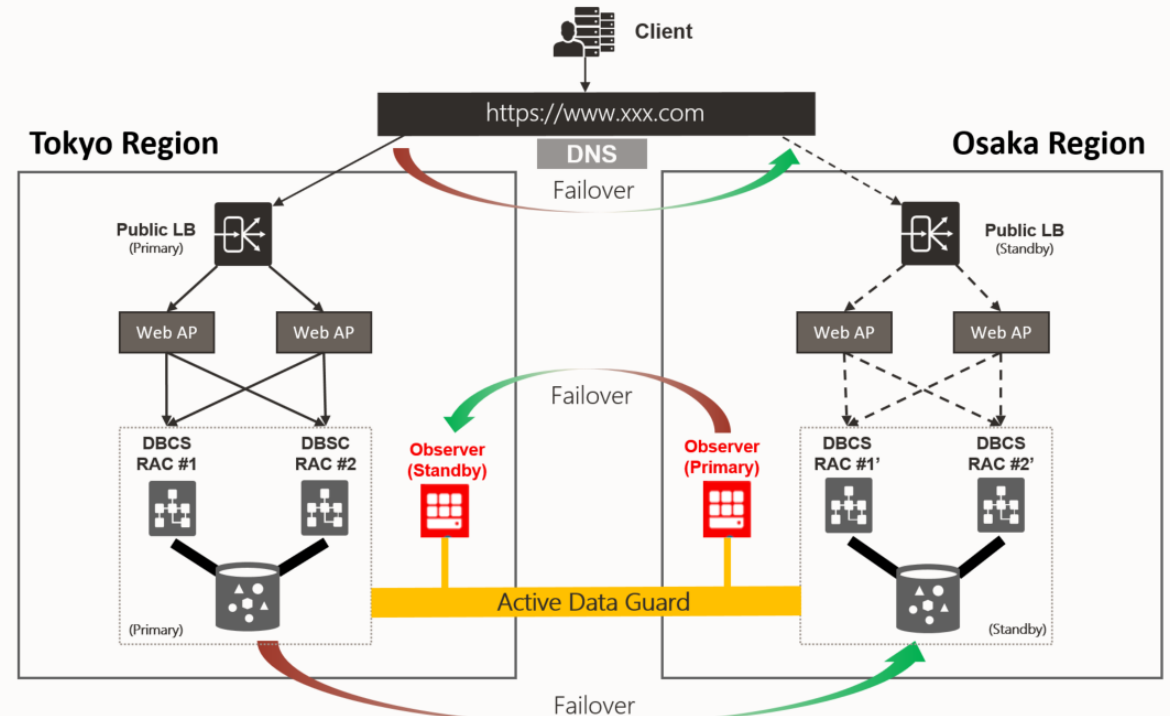 Client
https://www.xxx.com
DNS
Failover
Tokyo Region
Osaka Region
Public LB
(Primary)
Public LB
(Standby)
Web AP
Web AP
Web AP
Web AP
Failover
DBCS
RAC #1
DBSC
RAC #2
Observer
(Standby)
Observer
(Primary)
DBCS
RAC #1’
DBCS
RAC #2’
Active Data Guard
(Primary)
(Standby)
Failover